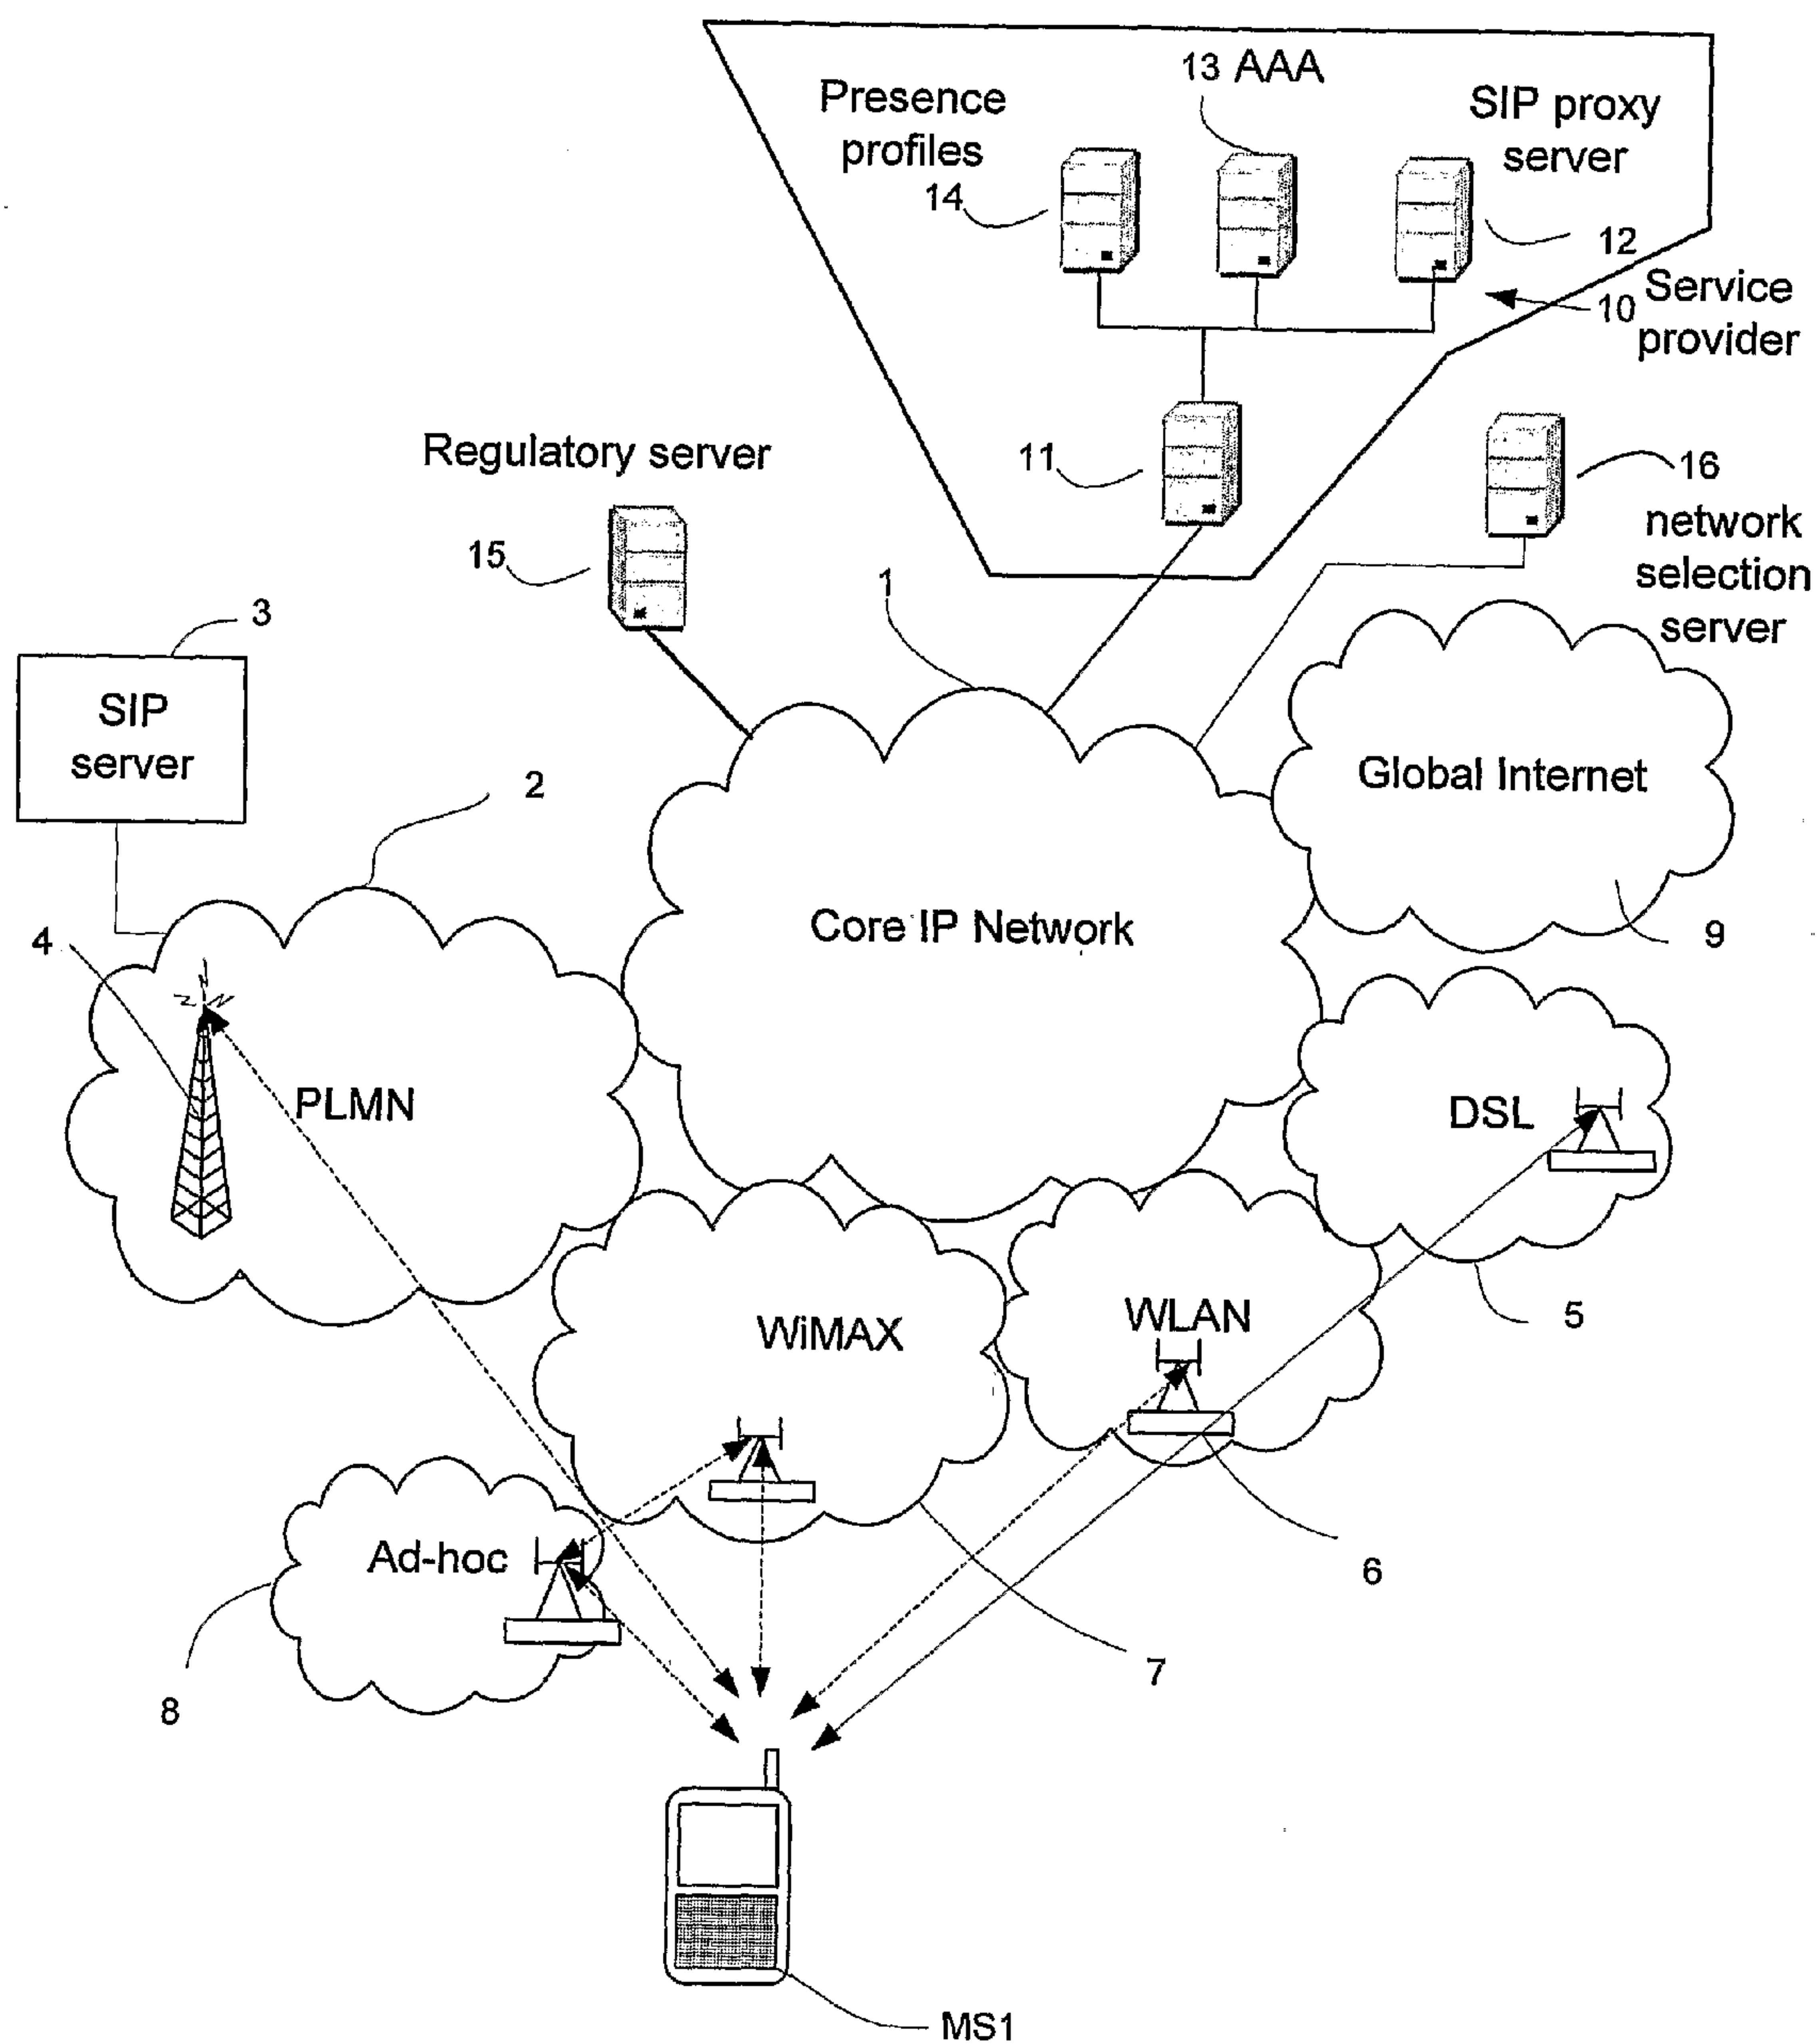 13 AAA
Presence
profiles
14
SIP proxy
server
12
10
Service
provider
11
16
network
selection
server
Regulatory server
15
1
3
SIP
server
2
Global Internet
9
Core IP Network
4
PLMN
DSL
5
WiMAX
WLAN
6
7
Ad-hoc
8
MS1